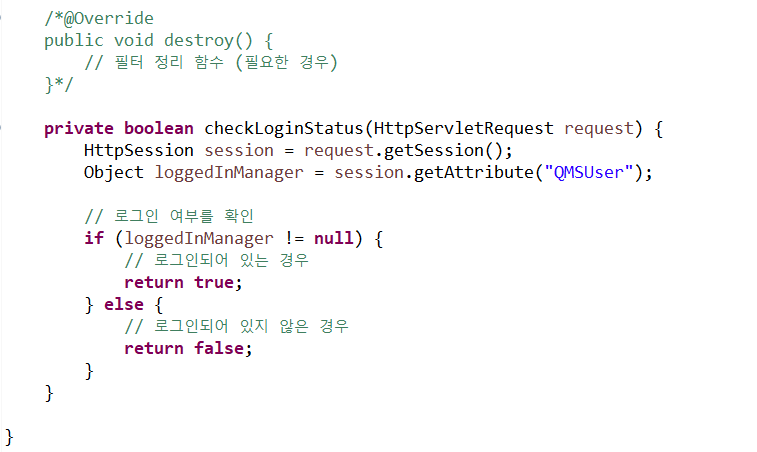 /*@Override
public void destroy() {
    // 필터 정리 함수 (필요한 경우)
}*/

private boolean checkLoginStatus(HttpServletRequest request) {
    HttpSession session = request.getSession();
    Object loggedInManager = session.getAttribute("QMSUser");

    // 로그인 여부를 확인
    if (loggedInManager != null) {
        // 로그인되어 있는 경우
        return true;
    } else {
        // 로그인되어 있지 않은 경우
        return false;
    }
}

}